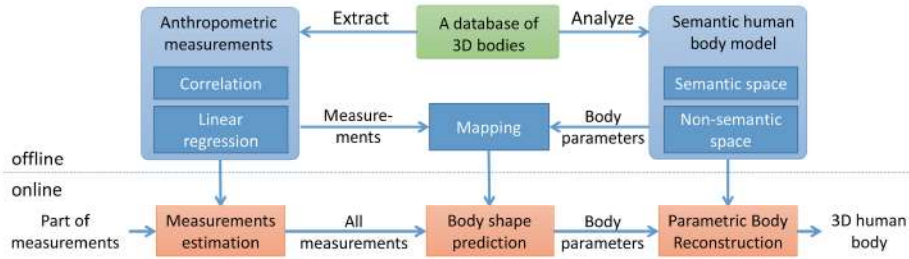 Anthropometric
measurements
Correlation
Linear
regression
Extract
A database of
3D bodies
Analyze
Semantic human
body model
Semantic space
Non-semantic
space
Measure-
ments
Mapping
Body
parameters
offline
online
Part of
measurements
Measurements
estimation
All
measurements
Body shape
prediction
Body
parameters
Parametric Body
Reconstruction
3D human
body